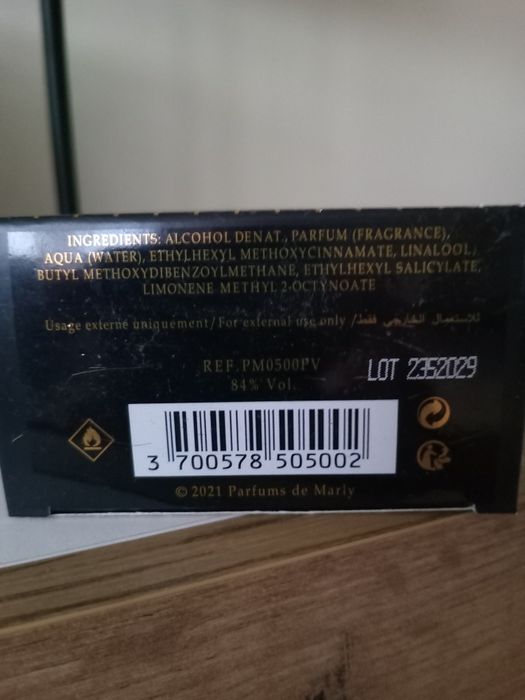 INGREDIENTS: ALCOHOL DENAT., PARFUM (FRAGRANCE),
AQUA (WATER), ETHYLHEXYL METHOXYCINNAMATE, LINALOOL,
BUTYL METHOXYDIBENZOYLMETHANE, ETHYLHEXYL SALICYLATE,
LIMONENE METHYL 2-OCTYNOATE
Usage externe uniquement/For external use only /للاستعمال الخارجي فقط
REF.PM0500PV
LOT 2352029
84% Vol.
3 700578 505002
© 2021 Parfums de Marly